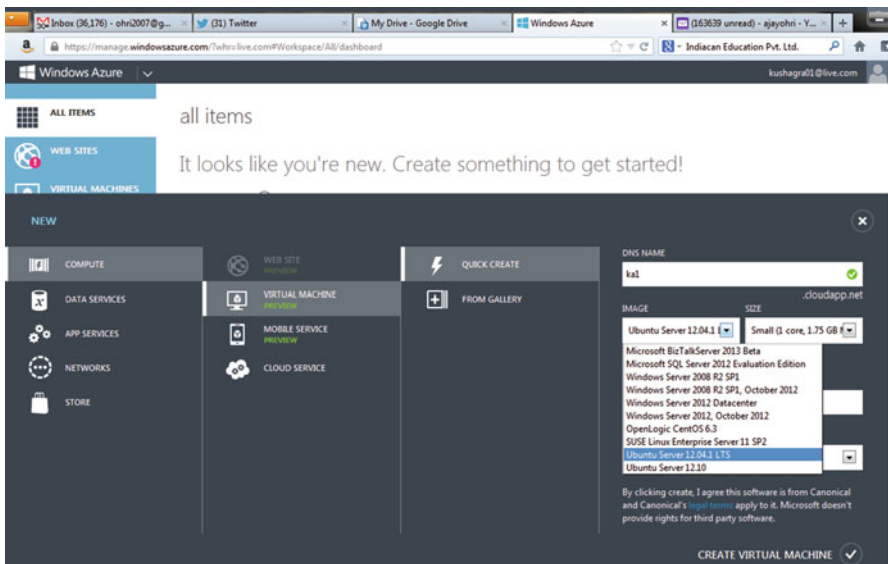 Inbox (36,176) - ohri2007@g...
(31) Twitter
My Drive - Google Drive
Windows Azure
(163639 unread) - ajayohri - Y...
https://manage.windowsazure.com/?whr=live.com#Workspace/All/dashboard
Indiacan Education Pvt. Ltd.
Windows Azure
kushagra01@live.com
ALL ITEMS
WEB SITES
VIRTUAL MACHINES
all items
It looks like you're new. Create something to get started!
NEW
COMPUTE
DATA SERVICES
APP SERVICES
NETWORKS
STORE
WEB SITE
PREVIEW
VIRTUAL MACHINE
PREVIEW
MOBILE SERVICE
PREVIEW
CLOUD SERVICE
QUICK CREATE
FROM GALLERY
DNS NAME
ka1
.cloudapp.net
IMAGE
SIZE
Ubuntu Server 12.04.1
Small (1 core, 1.75 GB
Microsoft BizTalkServer 2013 Beta
Microsoft SQL Server 2012 Evaluation Edition
Windows Server 2008 R2 SP1
Windows Server 2008 R2 SP1, October 2012
Windows Server 2012 Datacenter
Windows Server 2012, October 2012
OpenLogic CentOS 6.3
SUSE Linux Enterprise Server 11 SP2
Ubuntu Server 12.04.1 LTS
Ubuntu Server 12.10
By clicking create, I agree this software is from Canonical
and Canonical's legal terms apply to it. Microsoft doesn't
provide rights for third party software.
CREATE VIRTUAL MACHINE